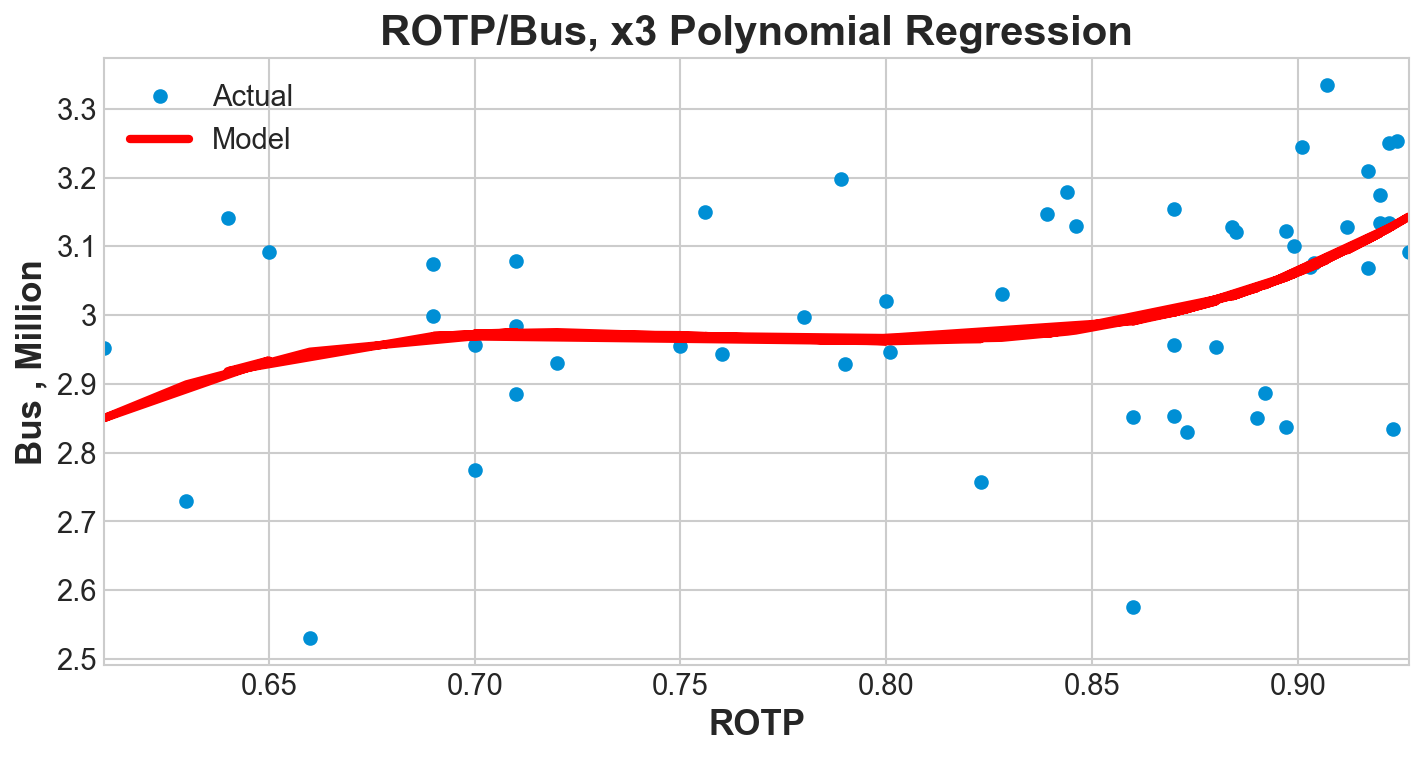 ROTP/Bus, x3 Polynomial Regression
Actual
Model
3.3
3.2
3.1
3
2.9
2.8
2.7
2.6
2.5
Bus , Million
0.65 0.70 0.75 0.80 0.85 0.90
ROTP